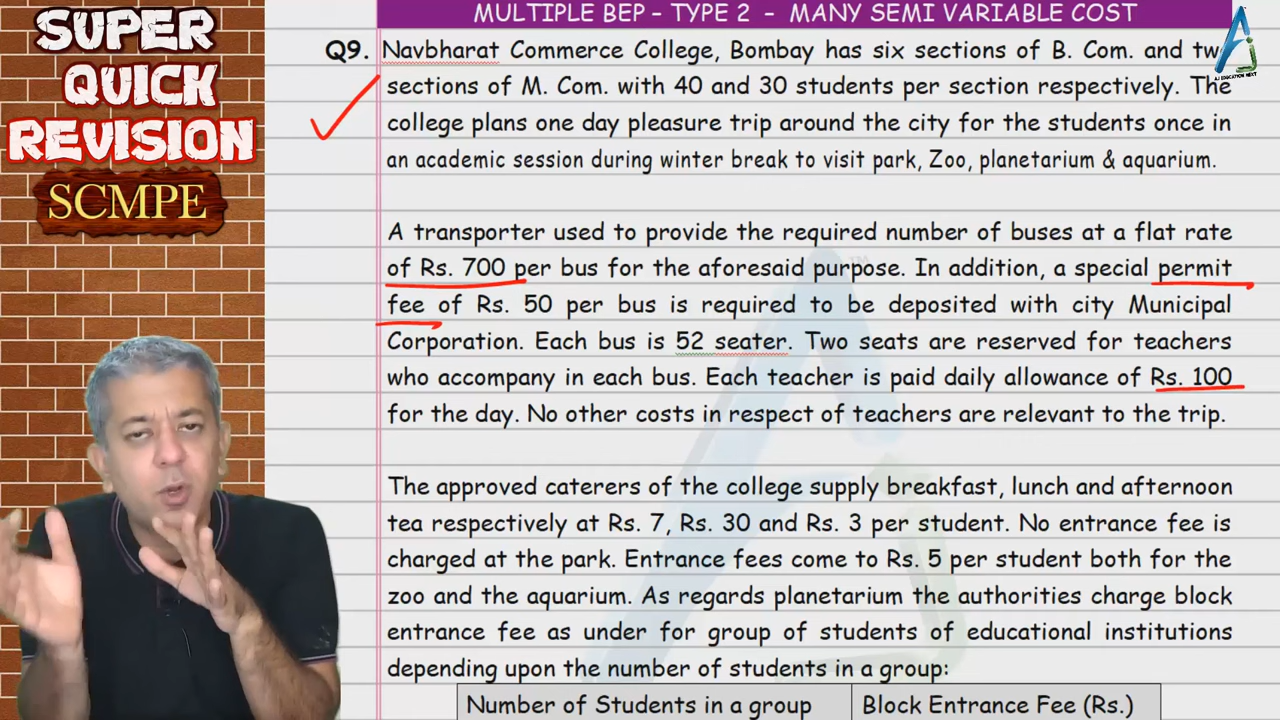 SUPER
QUICK
REVISION
SCMPE
MULTIPLE BEP – TYPE 2 – MANY SEMI VARIABLE COST
AJ EDUCATION NEXT
Q9. Navbharat Commerce College, Bombay has six sections of B. Com. and two
sections of M. Com. with 40 and 30 students per section respectively. The
college plans one day pleasure trip around the city for the students once in
an academic session during winter break to visit park, Zoo, planetarium & aquarium.
A transporter used to provide the required number of buses at a flat rate
of Rs. 700 per bus for the aforesaid purpose. In addition, a special permit
fee of Rs. 50 per bus is required to be deposited with city Municipal
Corporation. Each bus is 52 seater. Two seats are reserved for teachers
who accompany in each bus. Each teacher is paid daily allowance of Rs. 100
for the day. No other costs in respect of teachers are relevant to the trip.
The approved caterers of the college supply breakfast, lunch and afternoon
tea respectively at Rs. 7, Rs. 30 and Rs. 3 per student. No entrance fee is
charged at the park. Entrance fees come to Rs. 5 per student both for the
zoo and the aquarium. As regards planetarium the authorities charge block
entrance fee as under for group of students of educational institutions
depending upon the number of students in a group:
Number of Students in a group Block Entrance Fee (Rs.)